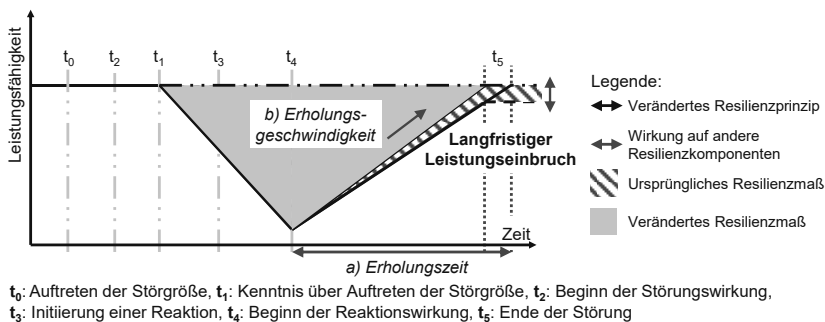 Leistungsfähigkeit
t0 t2 t1 t3 t4 t5
b) Erholungs-
geschwindigkeit
Langfristiger
Leistungseinbruch
Zeit
a) Erholungszeit
Legende:
Verändertes Resilienzprinzip
Wirkung auf andere
Resilienzkomponenten
Ursprüngliches Resilienzmaß
Verändertes Resilienzmaß
t0: Auftreten der Störgröße, t1: Kenntnis über Auftreten der Störgröße, t2: Beginn der Störungswirkung,
t3: Initiierung einer Reaktion, t4: Beginn der Reaktionswirkung, t5: Ende der Störung